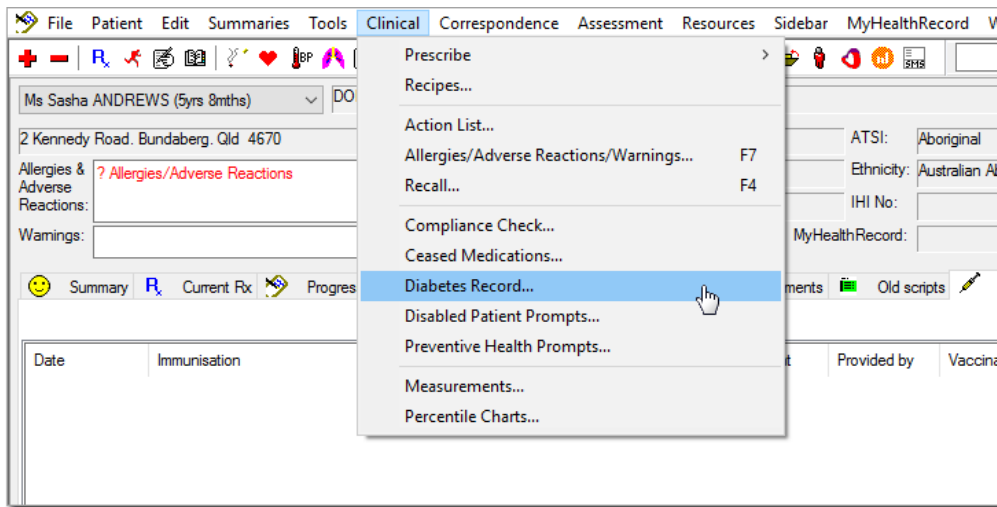 File Patient Edit Summaries Tools Clinical Correspondence Assessment Resources Sidebar MyHealthRecord
Rx BP SMS
Ms Sasha ANDREWS (5yrs 8mths)
2 Kennedy Road. Bundaberg. Qld 4670
ATSI: Aboriginal
Allergies & Adverse Reactions:
? Allergies/Adverse Reactions
Ethnicity: Australian
IHI No:
Warnings:
MyHealthRecord:
Prescribe
Recipes...
Action List...
Allergies/Adverse Reactions/Warnings... F7
Recall... F4
Compliance Check...
Ceased Medications...
Diabetes Record...
Disabled Patient Prompts...
Preventive Health Prompts...
Measurements...
Percentile Charts...
Summary Rx Current Rx Progres
ments Old scripts
Date Immunisation Provided by Vaccina